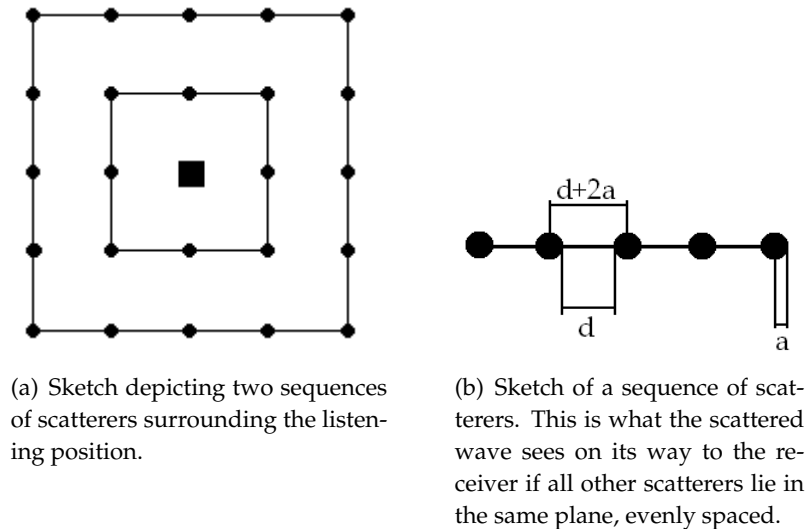 d+2a
d
a
(a) Sketch depicting two sequences
of scatterers surrounding the listen-
ing position.
(b) Sketch of a sequence of scat-
terers. This is what the scattered
wave sees on its way to the re-
ceiver if all other scatterers lie in
the same plane, evenly spaced.